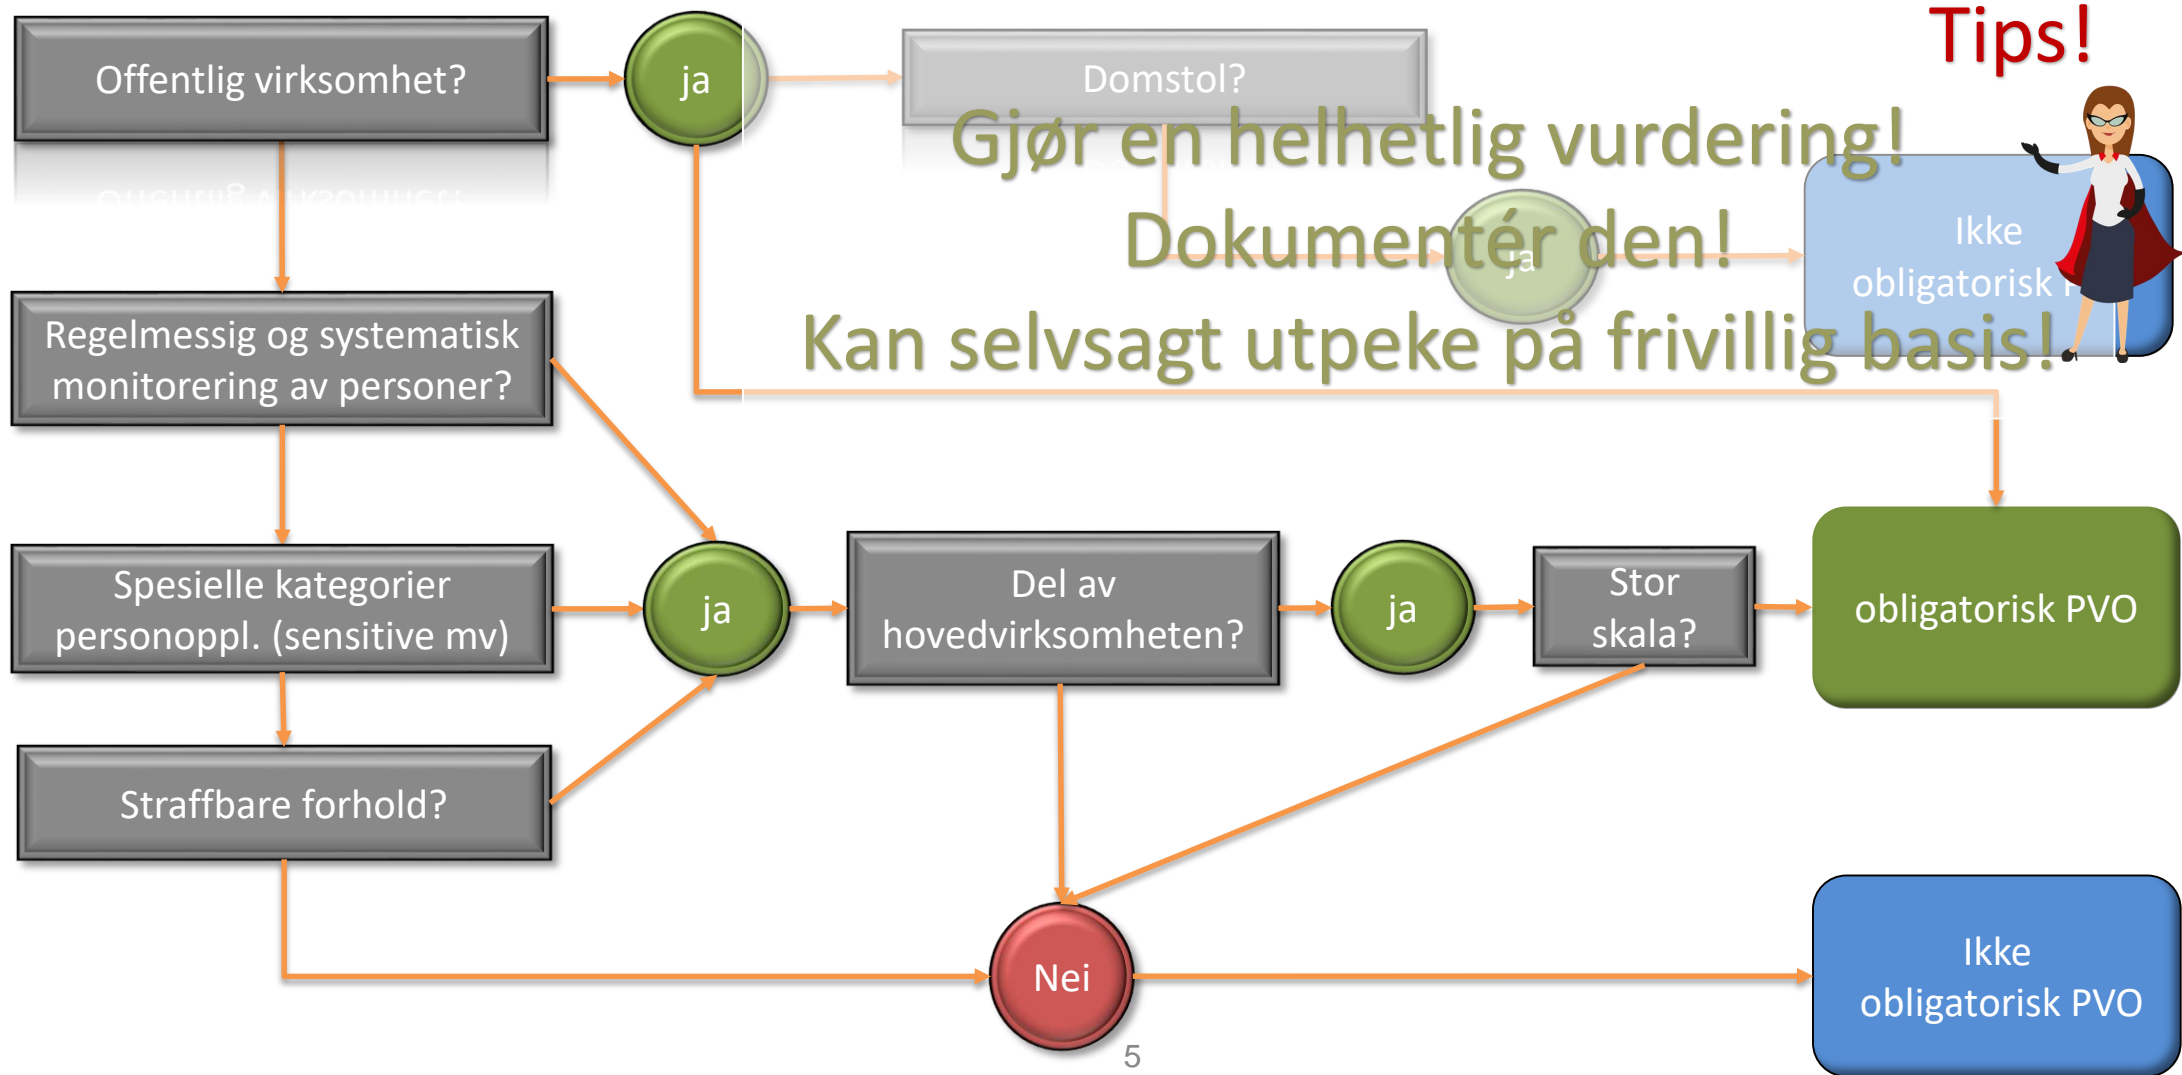 Tips!
Offentlig virksomhet?
ja
Domstol?
Gjør en helhetlig vurdering!
Dokumentér den!
ja
Ikke
obligatorisk
Kan selvsagt utpeke på frivillig basis!
Regelmessig og systematisk
monitorering av personer?
Spesielle kategorier
personoppl. (sensitive mv)
ja
Del av
hovedvirksomheten?
ja
Stor
skala?
obligatorisk PVO
Straffbare forhold?
Nei
Ikke
obligatorisk PVO
5